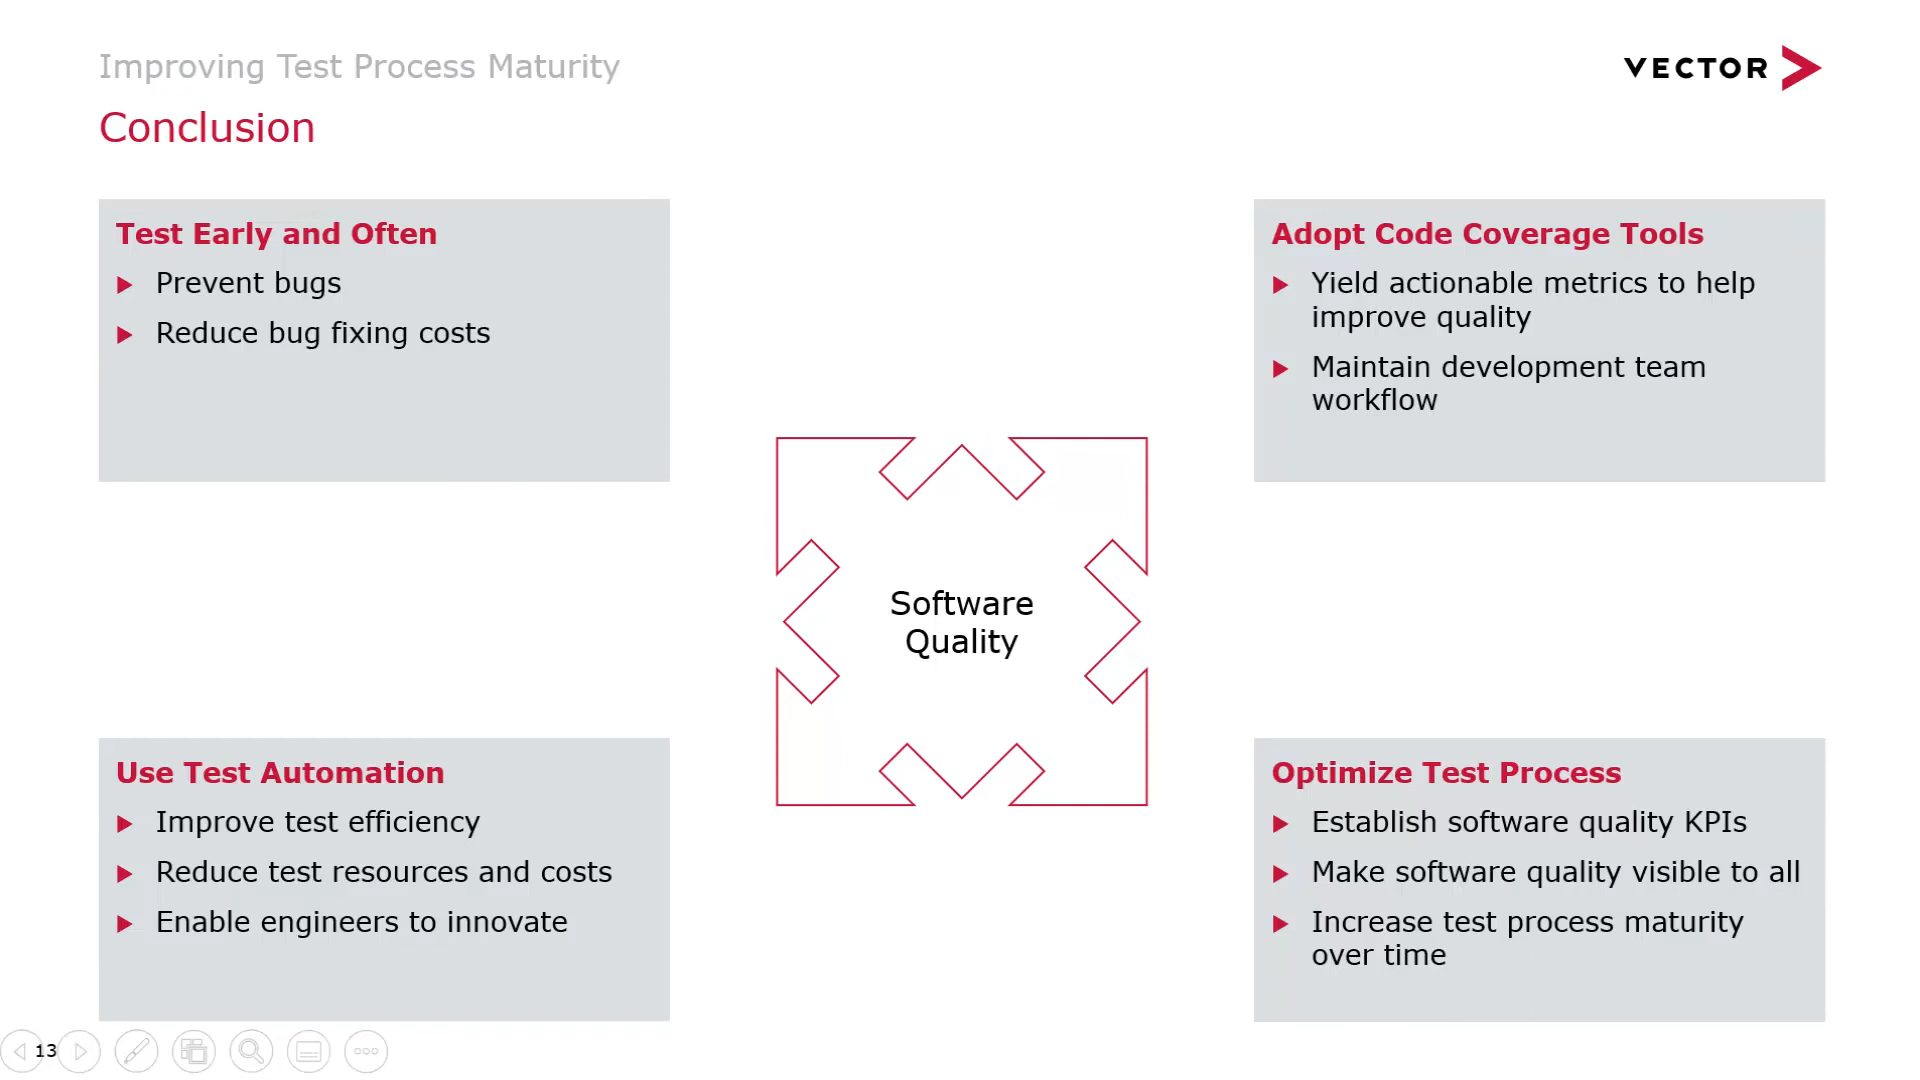 Improving Test Process Maturity
VECTOR
Conclusion
Test Early and Often
Prevent bugs
Reduce bug fixing costs
Adopt Code Coverage Tools
Yield actionable metrics to help
improve quality
Maintain development team
workflow
Software
Quality
Use Test Automation
Improve test efficiency
Reduce test resources and costs
Enable engineers to innovate
Optimize Test Process
Establish software quality KPIs
Make software quality visible to all
Increase test process maturity
over time
13